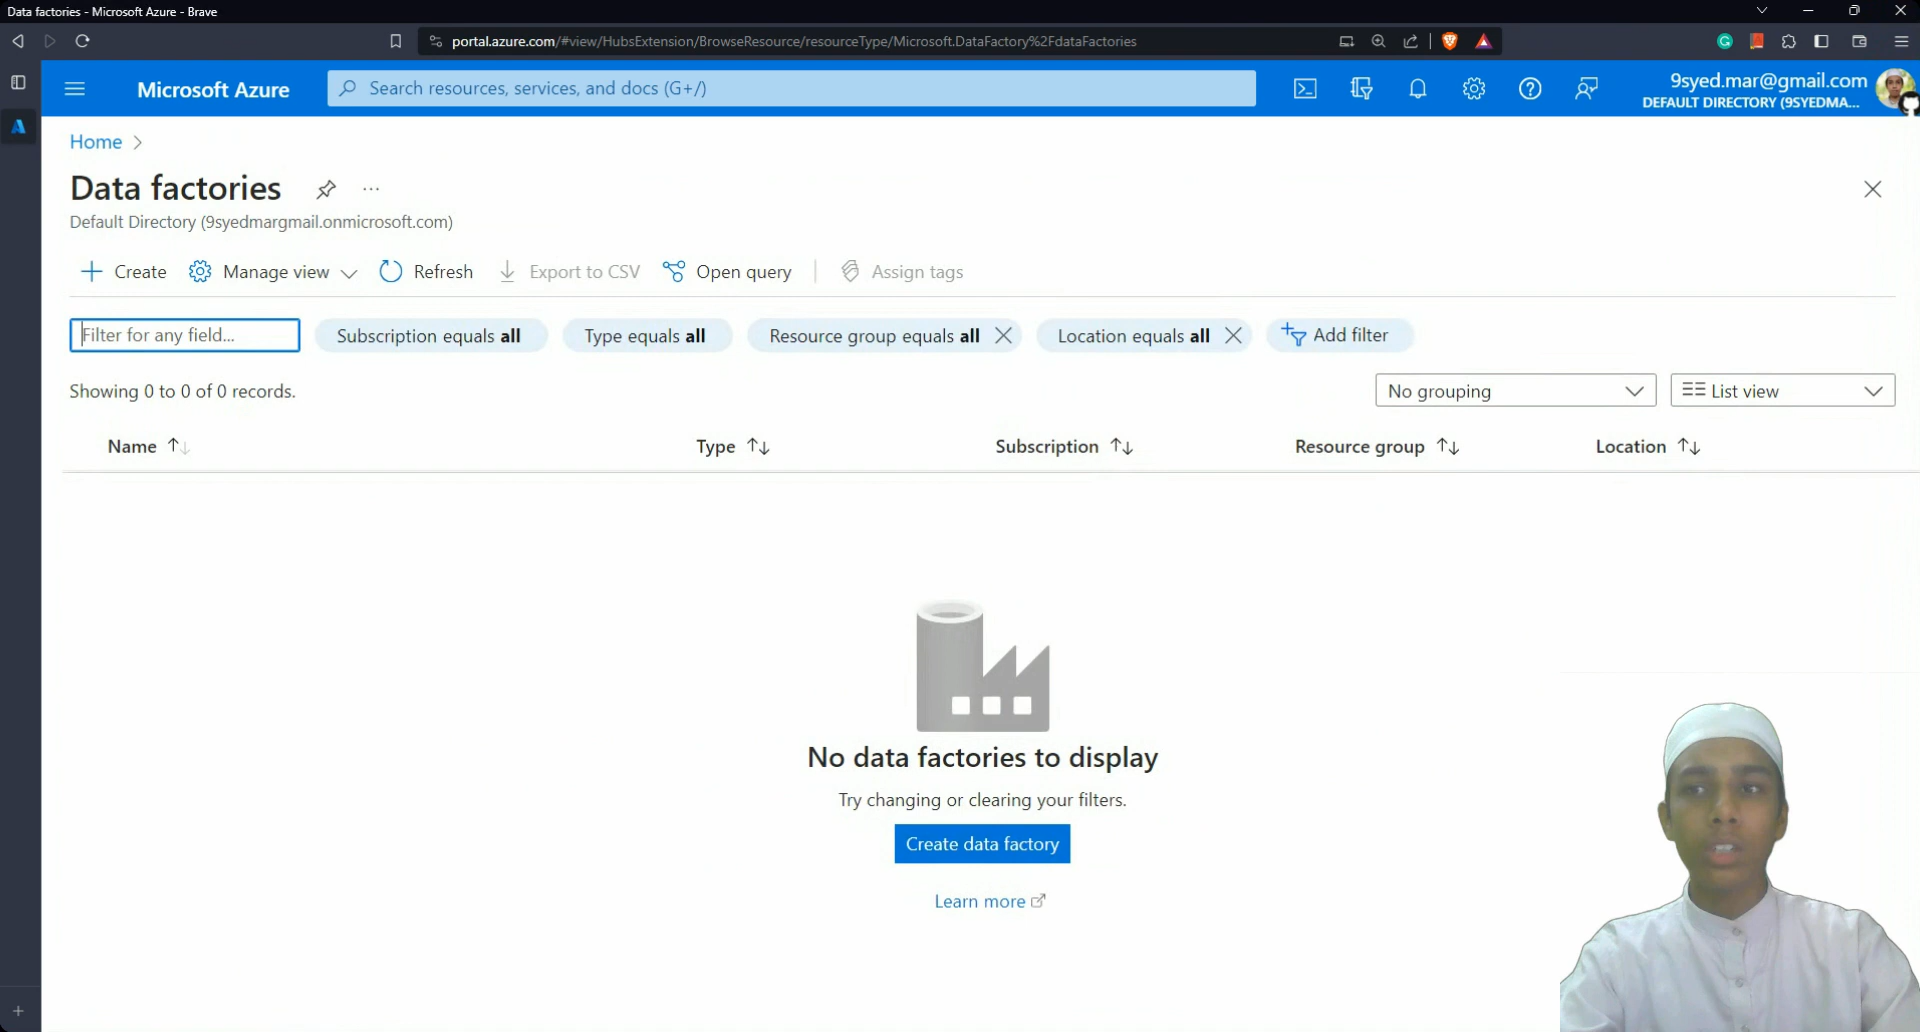 Data factories - Microsoft Azure - Brave
portal.azure.com/#view/HubsExtension/BrowseResource/resourceType/Microsoft.DataFactory%2FdataFactories
Microsoft Azure
Search resources, services, and docs (G+/)
9syed.mar@gmail.com
DEFAULT DIRECTORY (9SYEDMA...
Home
Data factories
Default Directory (9syedmargmail.onmicrosoft.com)
Create
Manage view
Refresh
Export to CSV
Open query
Assign tags
Filter for any field...
Subscription equals all
Type equals all
Resource group equals all
Location equals all
Add filter
Showing 0 to 0 of 0 records.
No grouping
List view
Name
Type
Subscription
Resource group
Location
No data factories to display
Try changing or clearing your filters.
Create data factory
Learn more